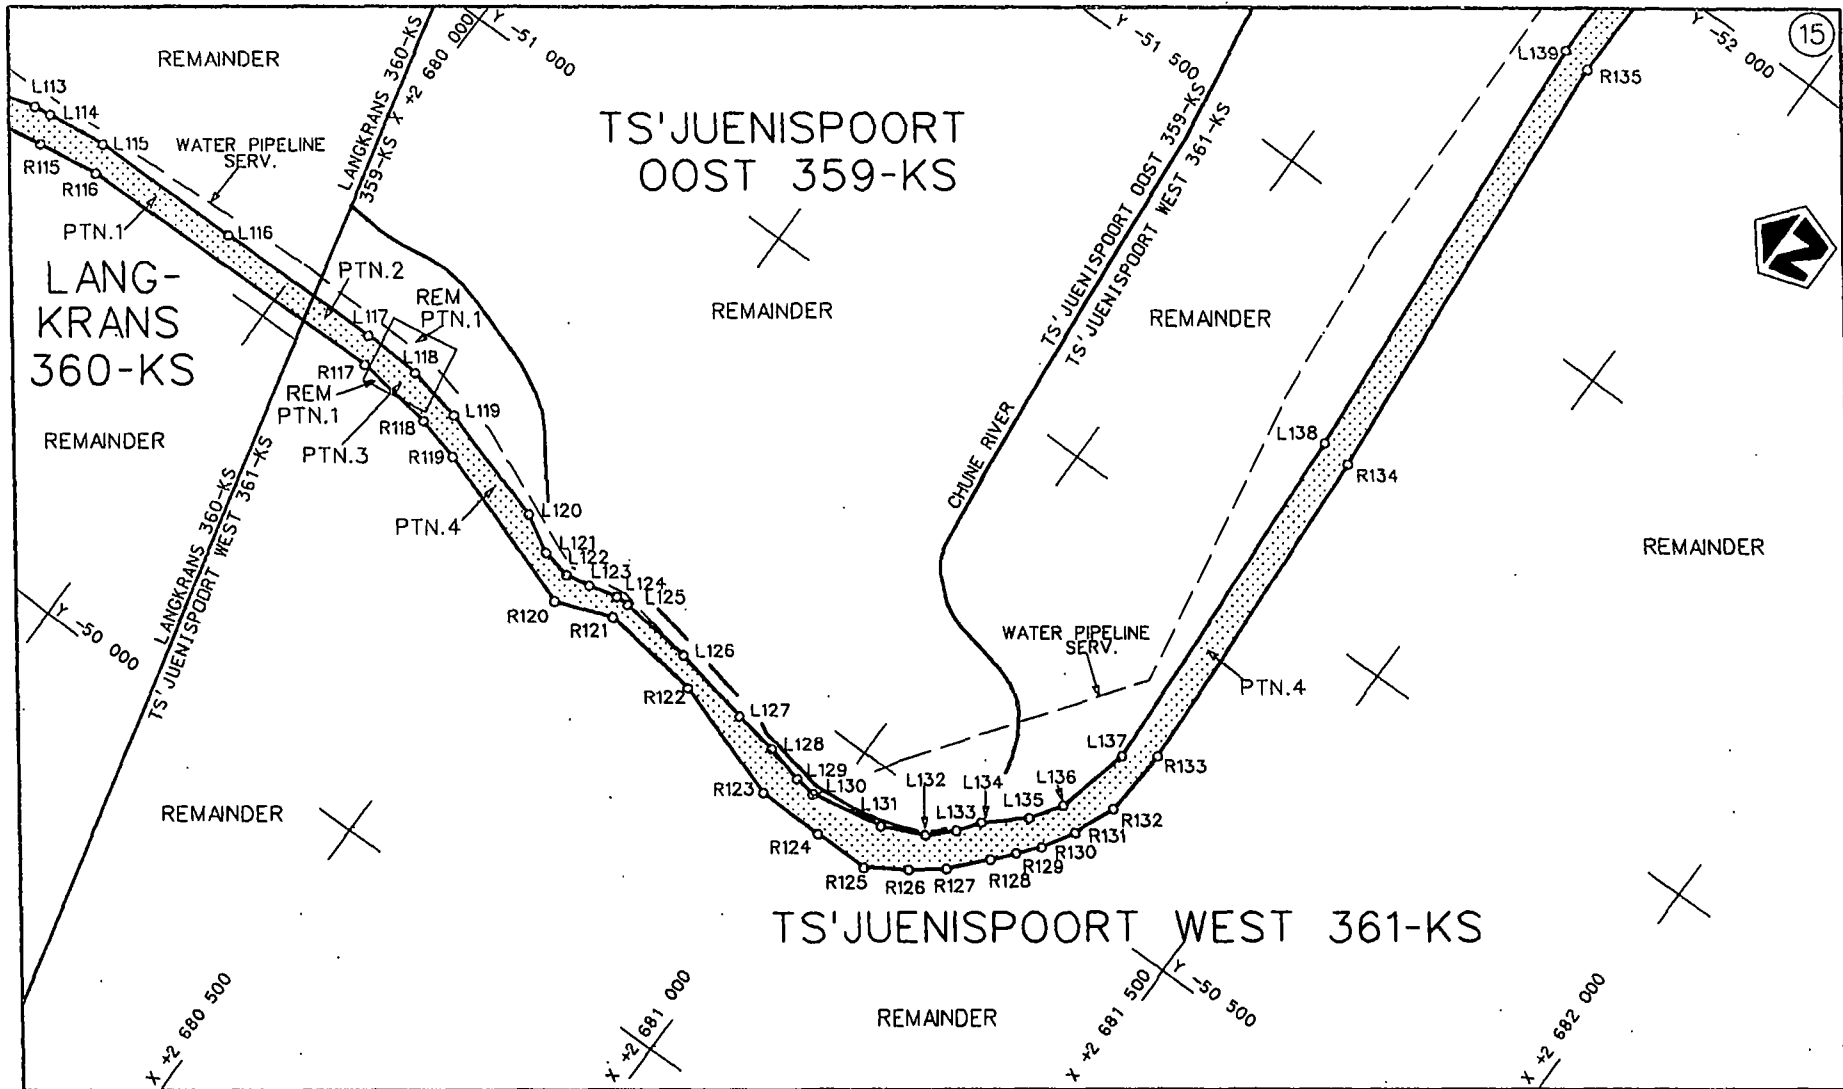 15
REMAINDER
L113
L114
L115
R115
R116
WATER PIPELINE
SERV.
PTN.1
L116
LANGKRANS 360-KS
359-KS
X +2 680 000
Y -51 000
TS'JUENISPOORT
OOST 359-KS
REMAINDER
Y -51 500
Y -52 000
L139
R135
TS'JUENISPOORT OOST 359-KS
TS'JUENISPOORT WEST 361-KS
REMAINDER
LANG-
KRANS
360-KS
REMAINDER
PTN.2
REM
PTN.1
L117
L118
R117
REM
PTN.1
L119
R118
PTN.3
R119
PTN.4
CHUNE RIVER
L138
R134
REMAINDER
LANGKRANS 360-KS
TS'JUENISPOORT WEST 361-KS
Y -50 000
L120
L121
L122
L123
L124
L125
R120
R121
L126
R122
WATER PIPELINE
SERV.
PTN.4
L127
L128
L129
L130
L131
L132
L133
L134
L135
L136
L137
R133
R123
R124
R125
R126
R127
R128
R129
R130
R131
R132
REMAINDER
TS'JUENISPOORT WEST 361-KS
REMAINDER
X +2 680 500
X +2 681 000
X +2 681 500
Y -50 500
X +2 682 000